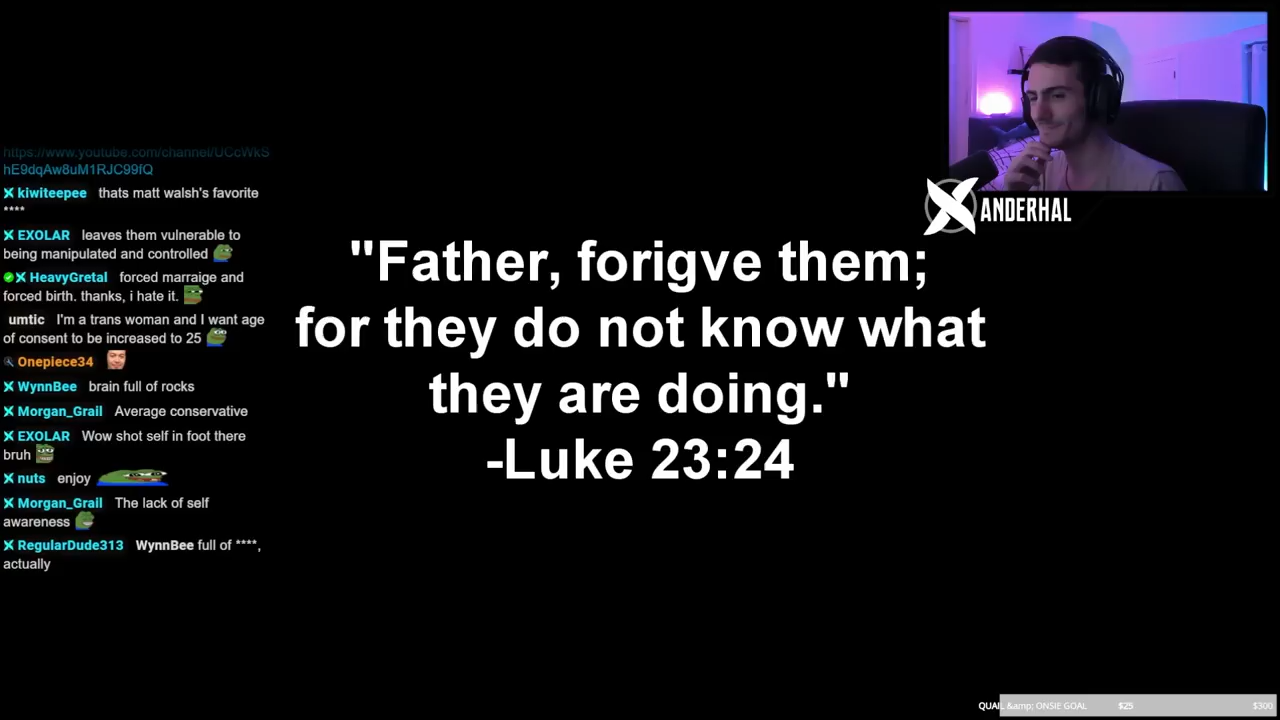 https://www.youtube.com/channel/UCcWkS
hE9dqAw8uM1RJC99fQ
kiwiteepee thats matt walsh's favorite
****
EXOLAR leaves them vulnerable to
being manipulated and controlled
HeavyGretal forced marraige and
forced birth. thanks, i hate it.
umtic I'm a trans woman and I want age
of consent to be increased to 25
Onepiece34
WynnBee brain full of rocks
Morgan_Grail Average conservative
EXOLAR Wow shot self in foot there
bruh
nuts enjoy
Morgan_Grail The lack of self
awareness
RegularDude313 WynnBee full of ****,
actually
"Father, forigve them;
for they do not know what
they are doing."
-Luke 23:24
ANDERHAL
QUAIL &amp; ONSIE GOAL $25 $300